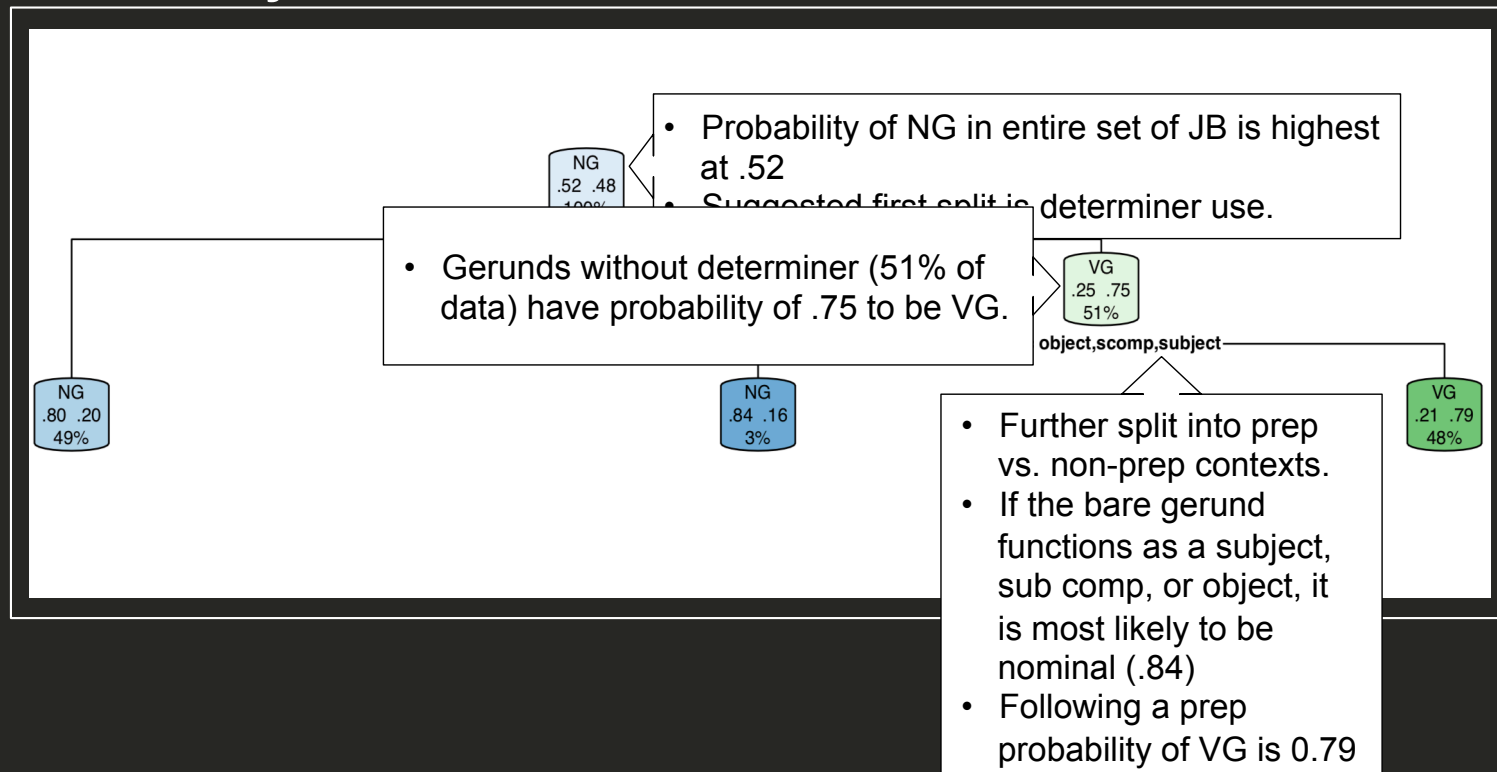 • Probability of NG in entire set of JB is highest
at .52
• Suggested first split is determiner use.
NG
.52 .48
100%
• Gerunds without determiner (51% of
data) have probability of .75 to be VG.
VG
.25 .75
51%
object,scomp,subject
NG
.80 .20
49%
NG
.84 .16
3%
VG
.21 .79
48%
• Further split into prep
vs. non-prep contexts.
• If the bare gerund
functions as a subject,
sub comp, or object, it
is most likely to be
nominal (.84)
• Following a prep
probability of VG is 0.79